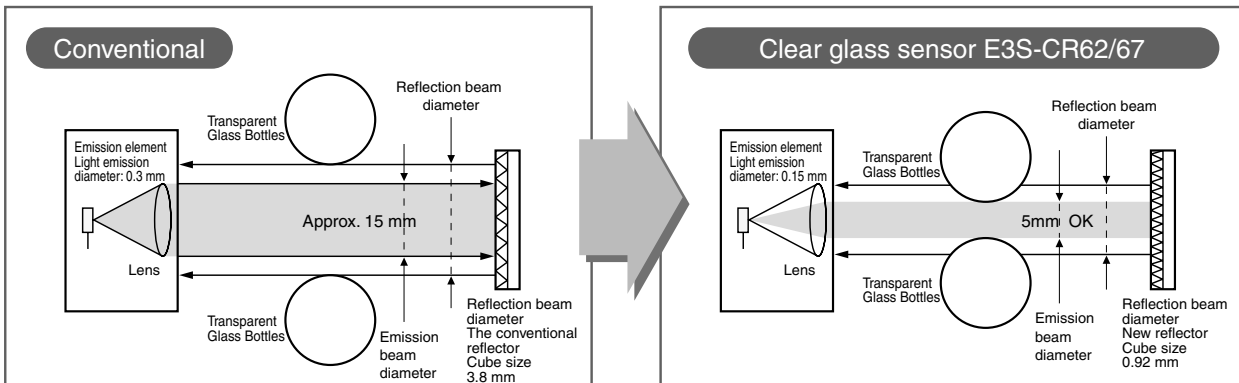 Conventional
Reflection beam
diameter
Transparent
Glass Bottles
Emission element
Light emission
diameter: 0.3 mm
Approx. 15 mm
Lens
Transparent
Glass Bottles
Emission
beam
diameter
Reflection beam
diameter
The conventional
reflector
Cube size
3.8 mm
Clear glass sensor E3S-CR62/67
Reflection beam
diameter
Transparent
Glass Bottles
Emission element
Light emission
diameter: 0.15 mm
5mm OK
Lens
Transparent
Glass Bottles
Emission
beam
diameter
Reflection beam
diameter
New reflector
Cube size
0.92 mm